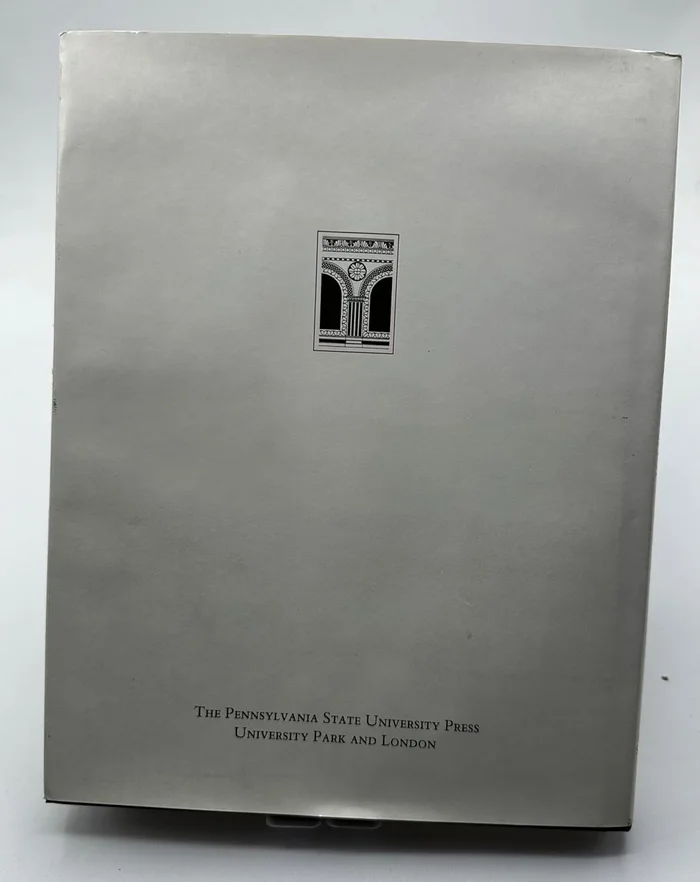 The Pennsylvania State University Press
University Park and London